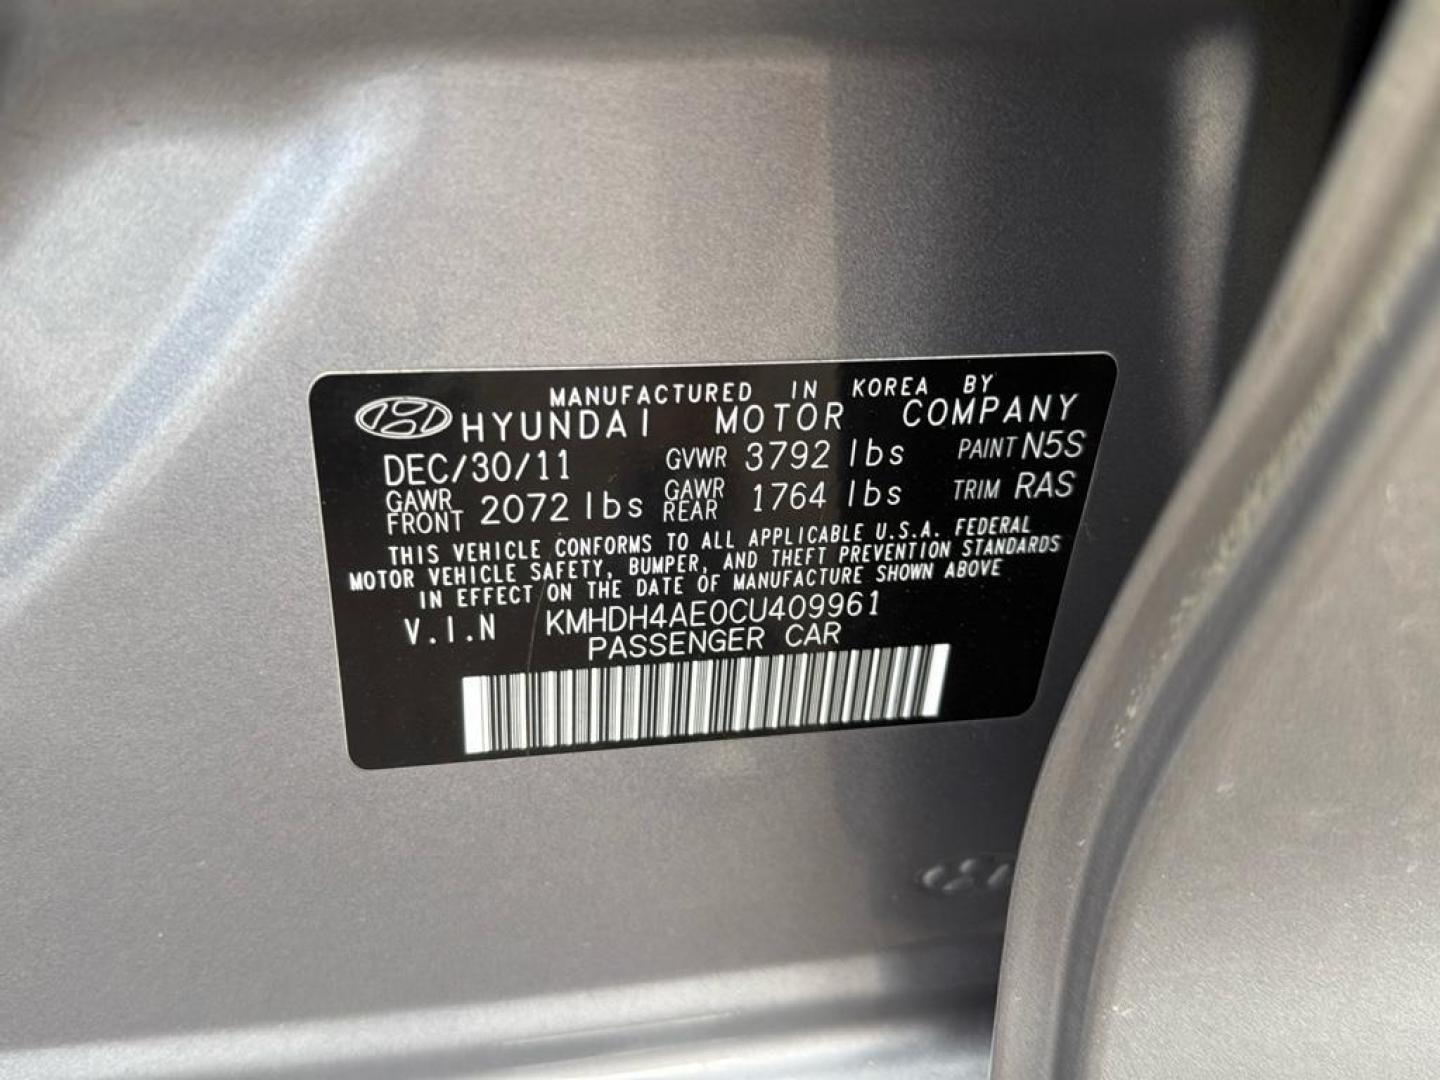 MANUFACTURED IN KOREA BY
HYUNDAI MOTOR COMPANY
DEC/30/11 GVWR 3792 lbs PAINT N5S
GAWR FRONT 2072 lbs GAWR REAR 1764 lbs TRIM RAS
THIS VEHICLE CONFORMS TO ALL APPLICABLE U.S.A. FEDERAL
MOTOR VEHICLE SAFETY, BUMPER, AND THEFT PREVENTION STANDARDS
IN EFFECT ON THE DATE OF MANUFACTURE SHOWN ABOVE
V.I.N KMHDH4AE0CU409961
PASSENGER CAR